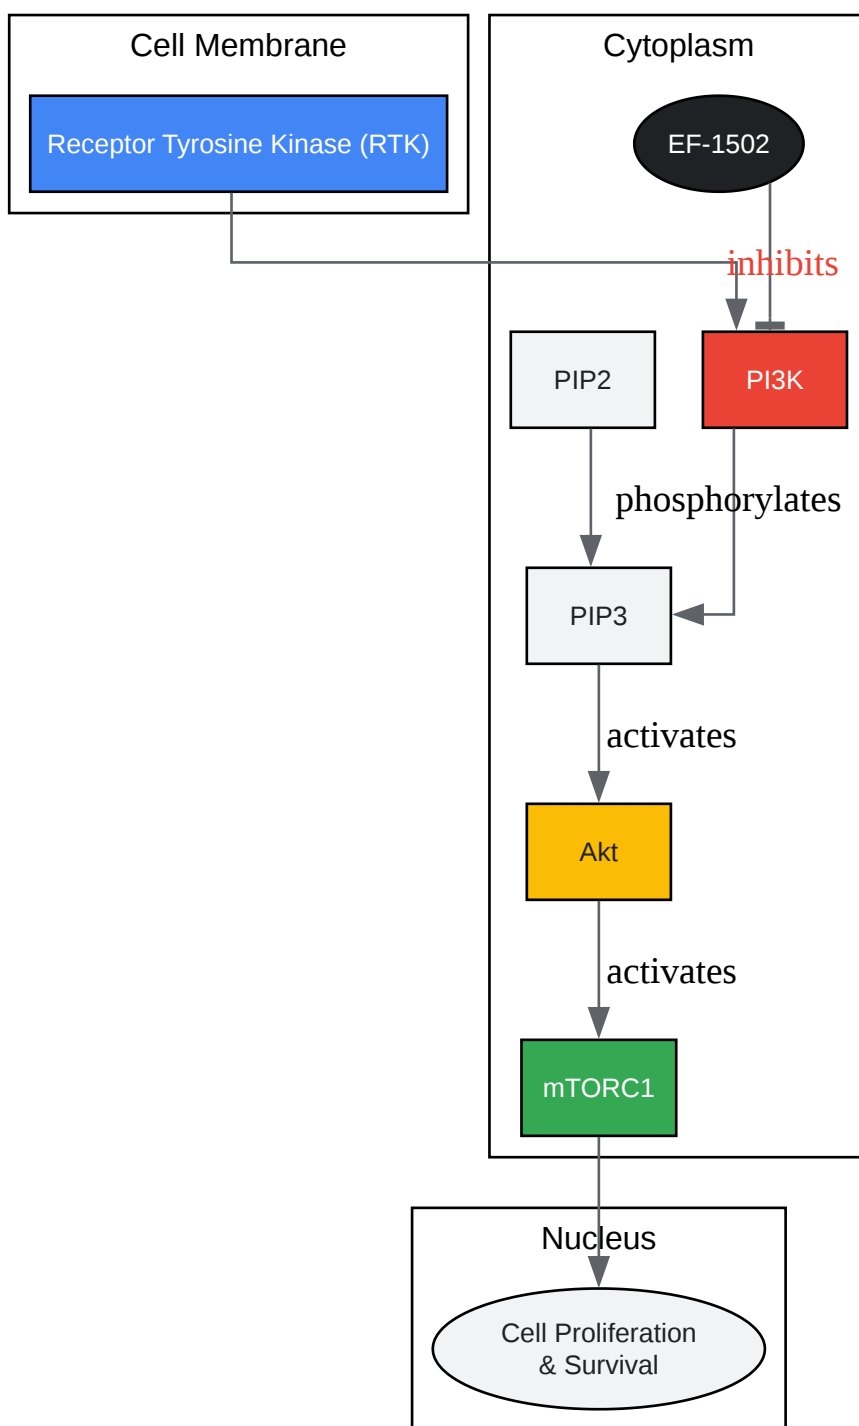 Cell Membrane
Cytoplasm
Receptor Tyrosine Kinase (RTK)
EF-1502
inhibits
PIP2
PI3K
phosphorylates
PIP3
activates
Akt
activates
mTORC1
Nucleus
Cell Proliferation
& Survival